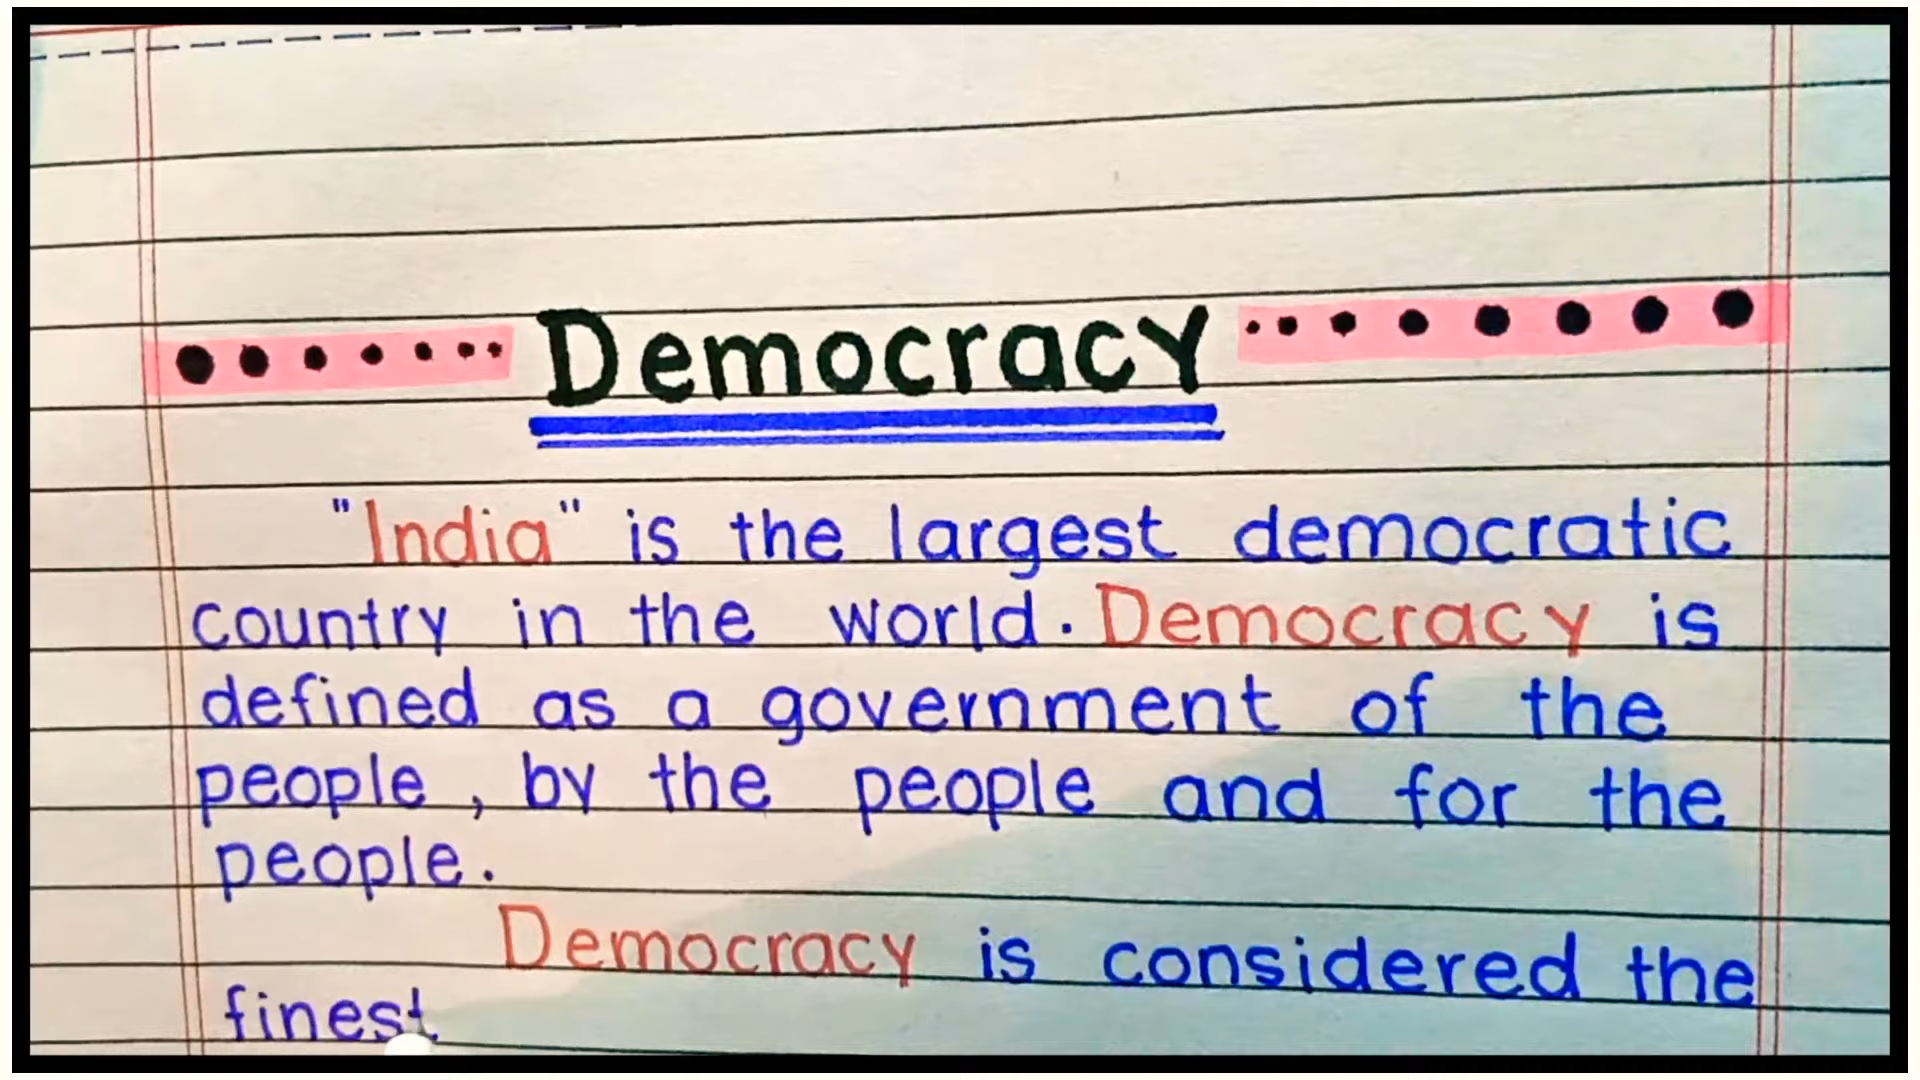 Democracy
"India" is the largest democratic
country in the world. Democracy is
defined as a government of the
people, by the people and for the
people.
Democracy is considered the
finest